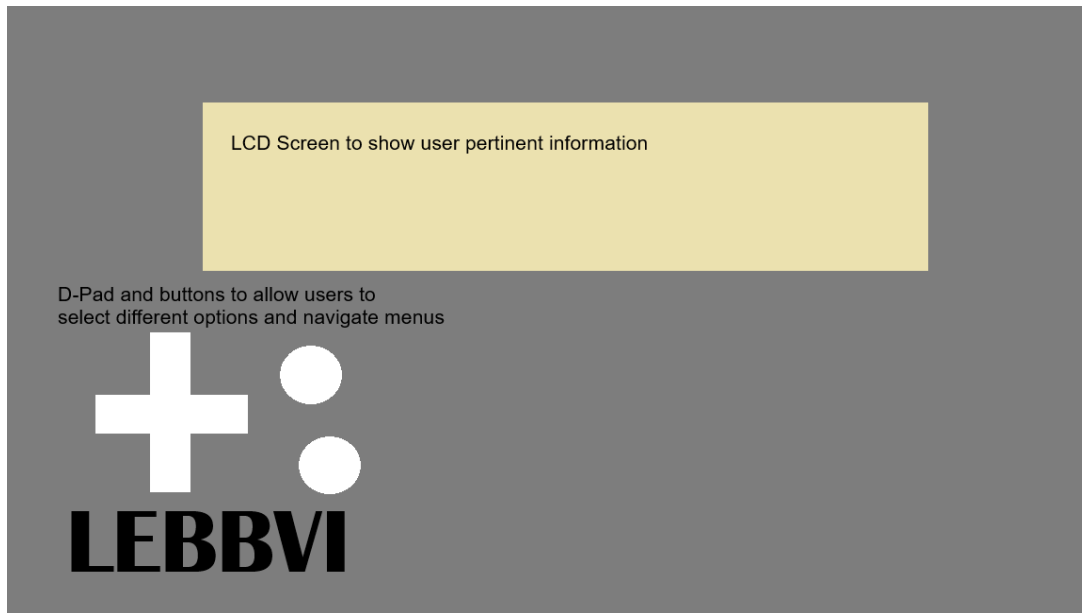 LCD Screen to show user pertinent information
D-Pad and buttons to allow users to
select different options and navigate menus
LEBBVI